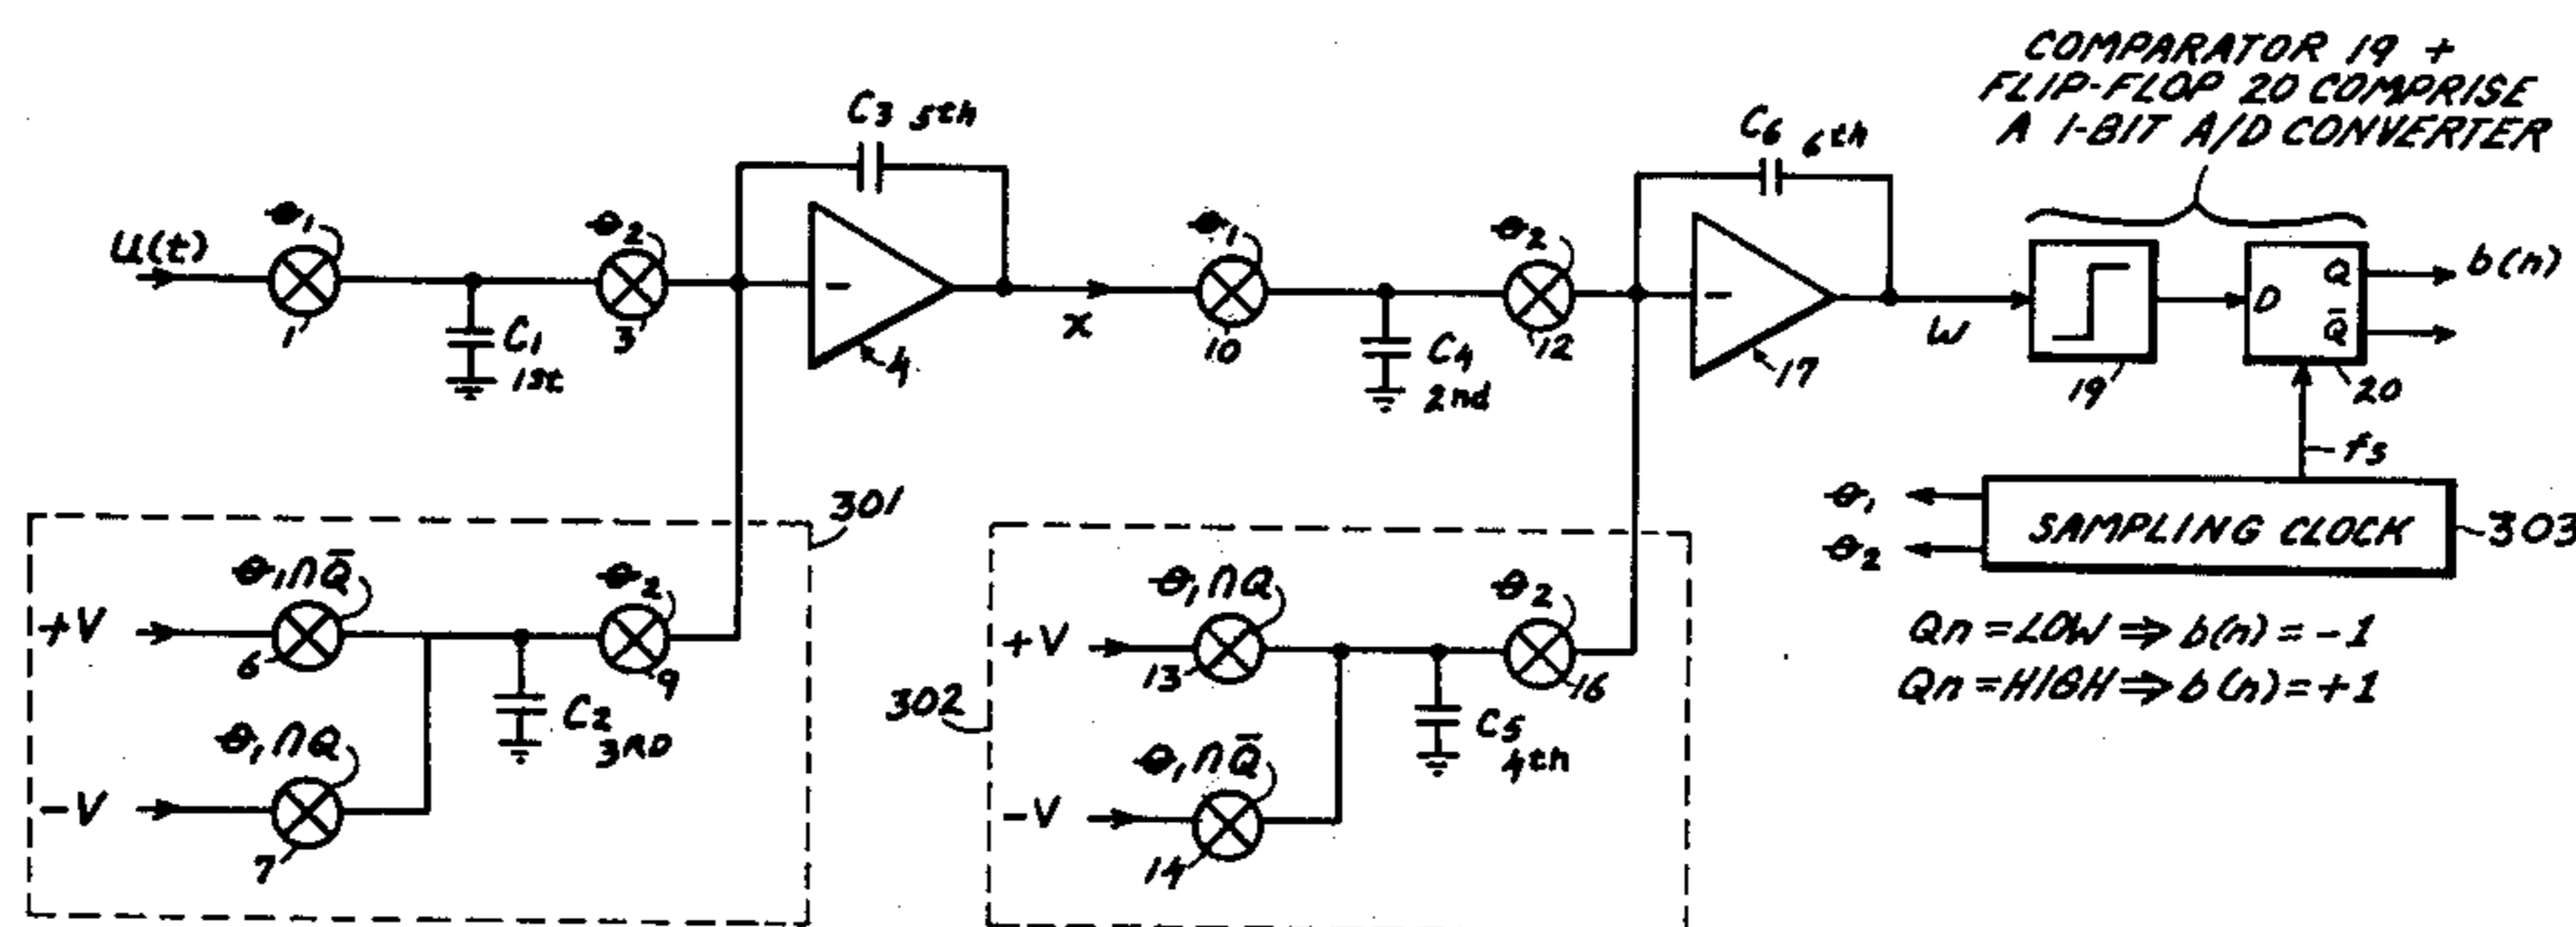 COMPARATOR 19 +
FLIP-FLOP 20 COMPRISE
A 1-BIT A/D CONVERTER
C3 5th
C6 6th
U(t)
θ1
θ2
θ1
θ2
1
C1
1st
3
4
x
10
C4
2nd
12
17
W
19
D
Q
Q̅
20
b(n)
fs
301
θ1
θ2
SAMPLING CLOCK
303
+V
θ1∩Q̅
6
θ2
9
C2
3RD
-V
θ1∩Q
7
302
+V
θ1∩Q
13
θ2
16
C5
4th
-V
θ1∩Q̅
14
Qn = LOW ⇒ b(n) = -1
Qn = HIGH ⇒ b(n) = +1